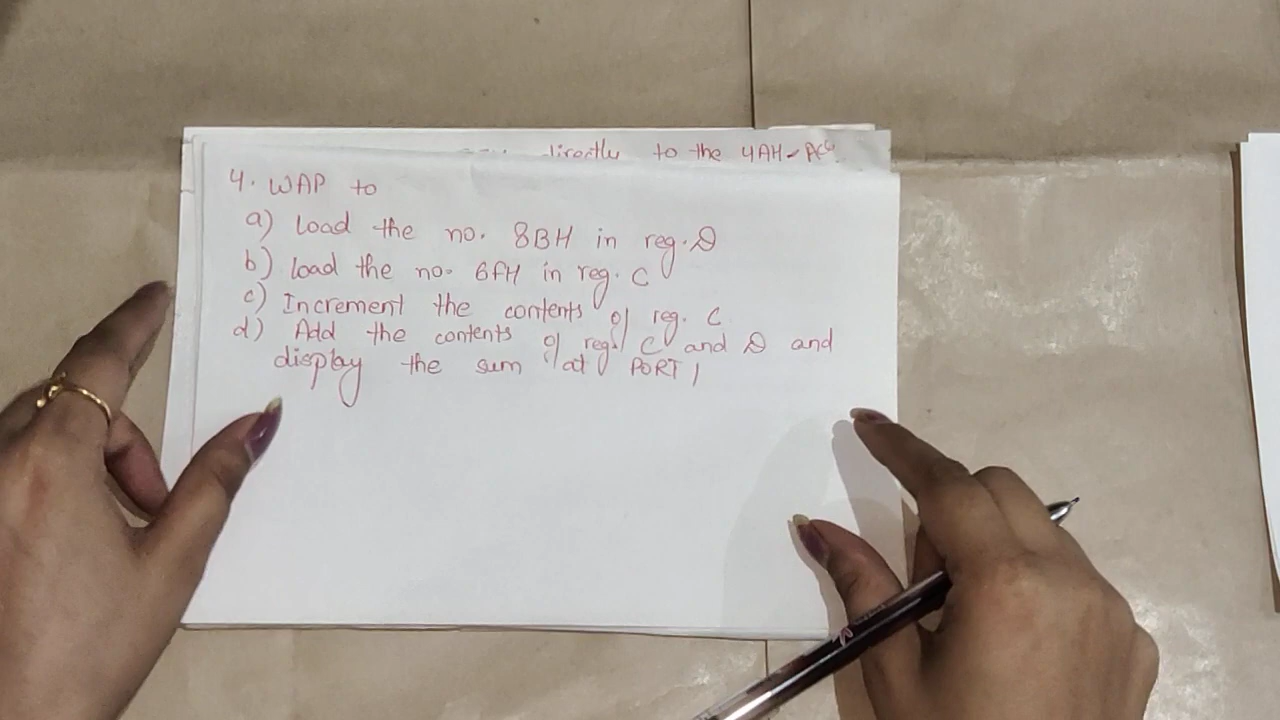 directly to the 4AH - Acc
4. WAP to
a) Load the no. 8BH in reg. D
b) Load the no. 6FH in reg. C
c) Increment the contents of reg. C
d) Add the contents of reg. C and D and
display the sum at PORT 1